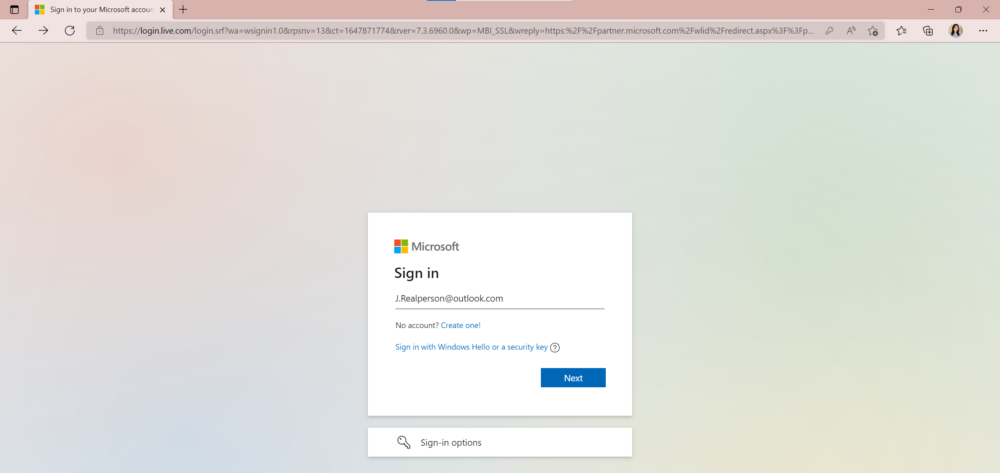 Sign in to your Microsoft accoun
https://login.live.com/login.srf?wa=wsignin1.0&rpsnv=13&ct=1647871774&rver=7.3.6960.0&wp=MBI_SSL&wreply=https:%2F%2Fpartner.microsoft.com%2Fwlid%2Fredirect.aspx%3F%3Fp...
Microsoft
Sign in
J.Realperson@outlook.com
No account? Create one!
Sign in with Windows Hello or a security key
Next
Sign-in options